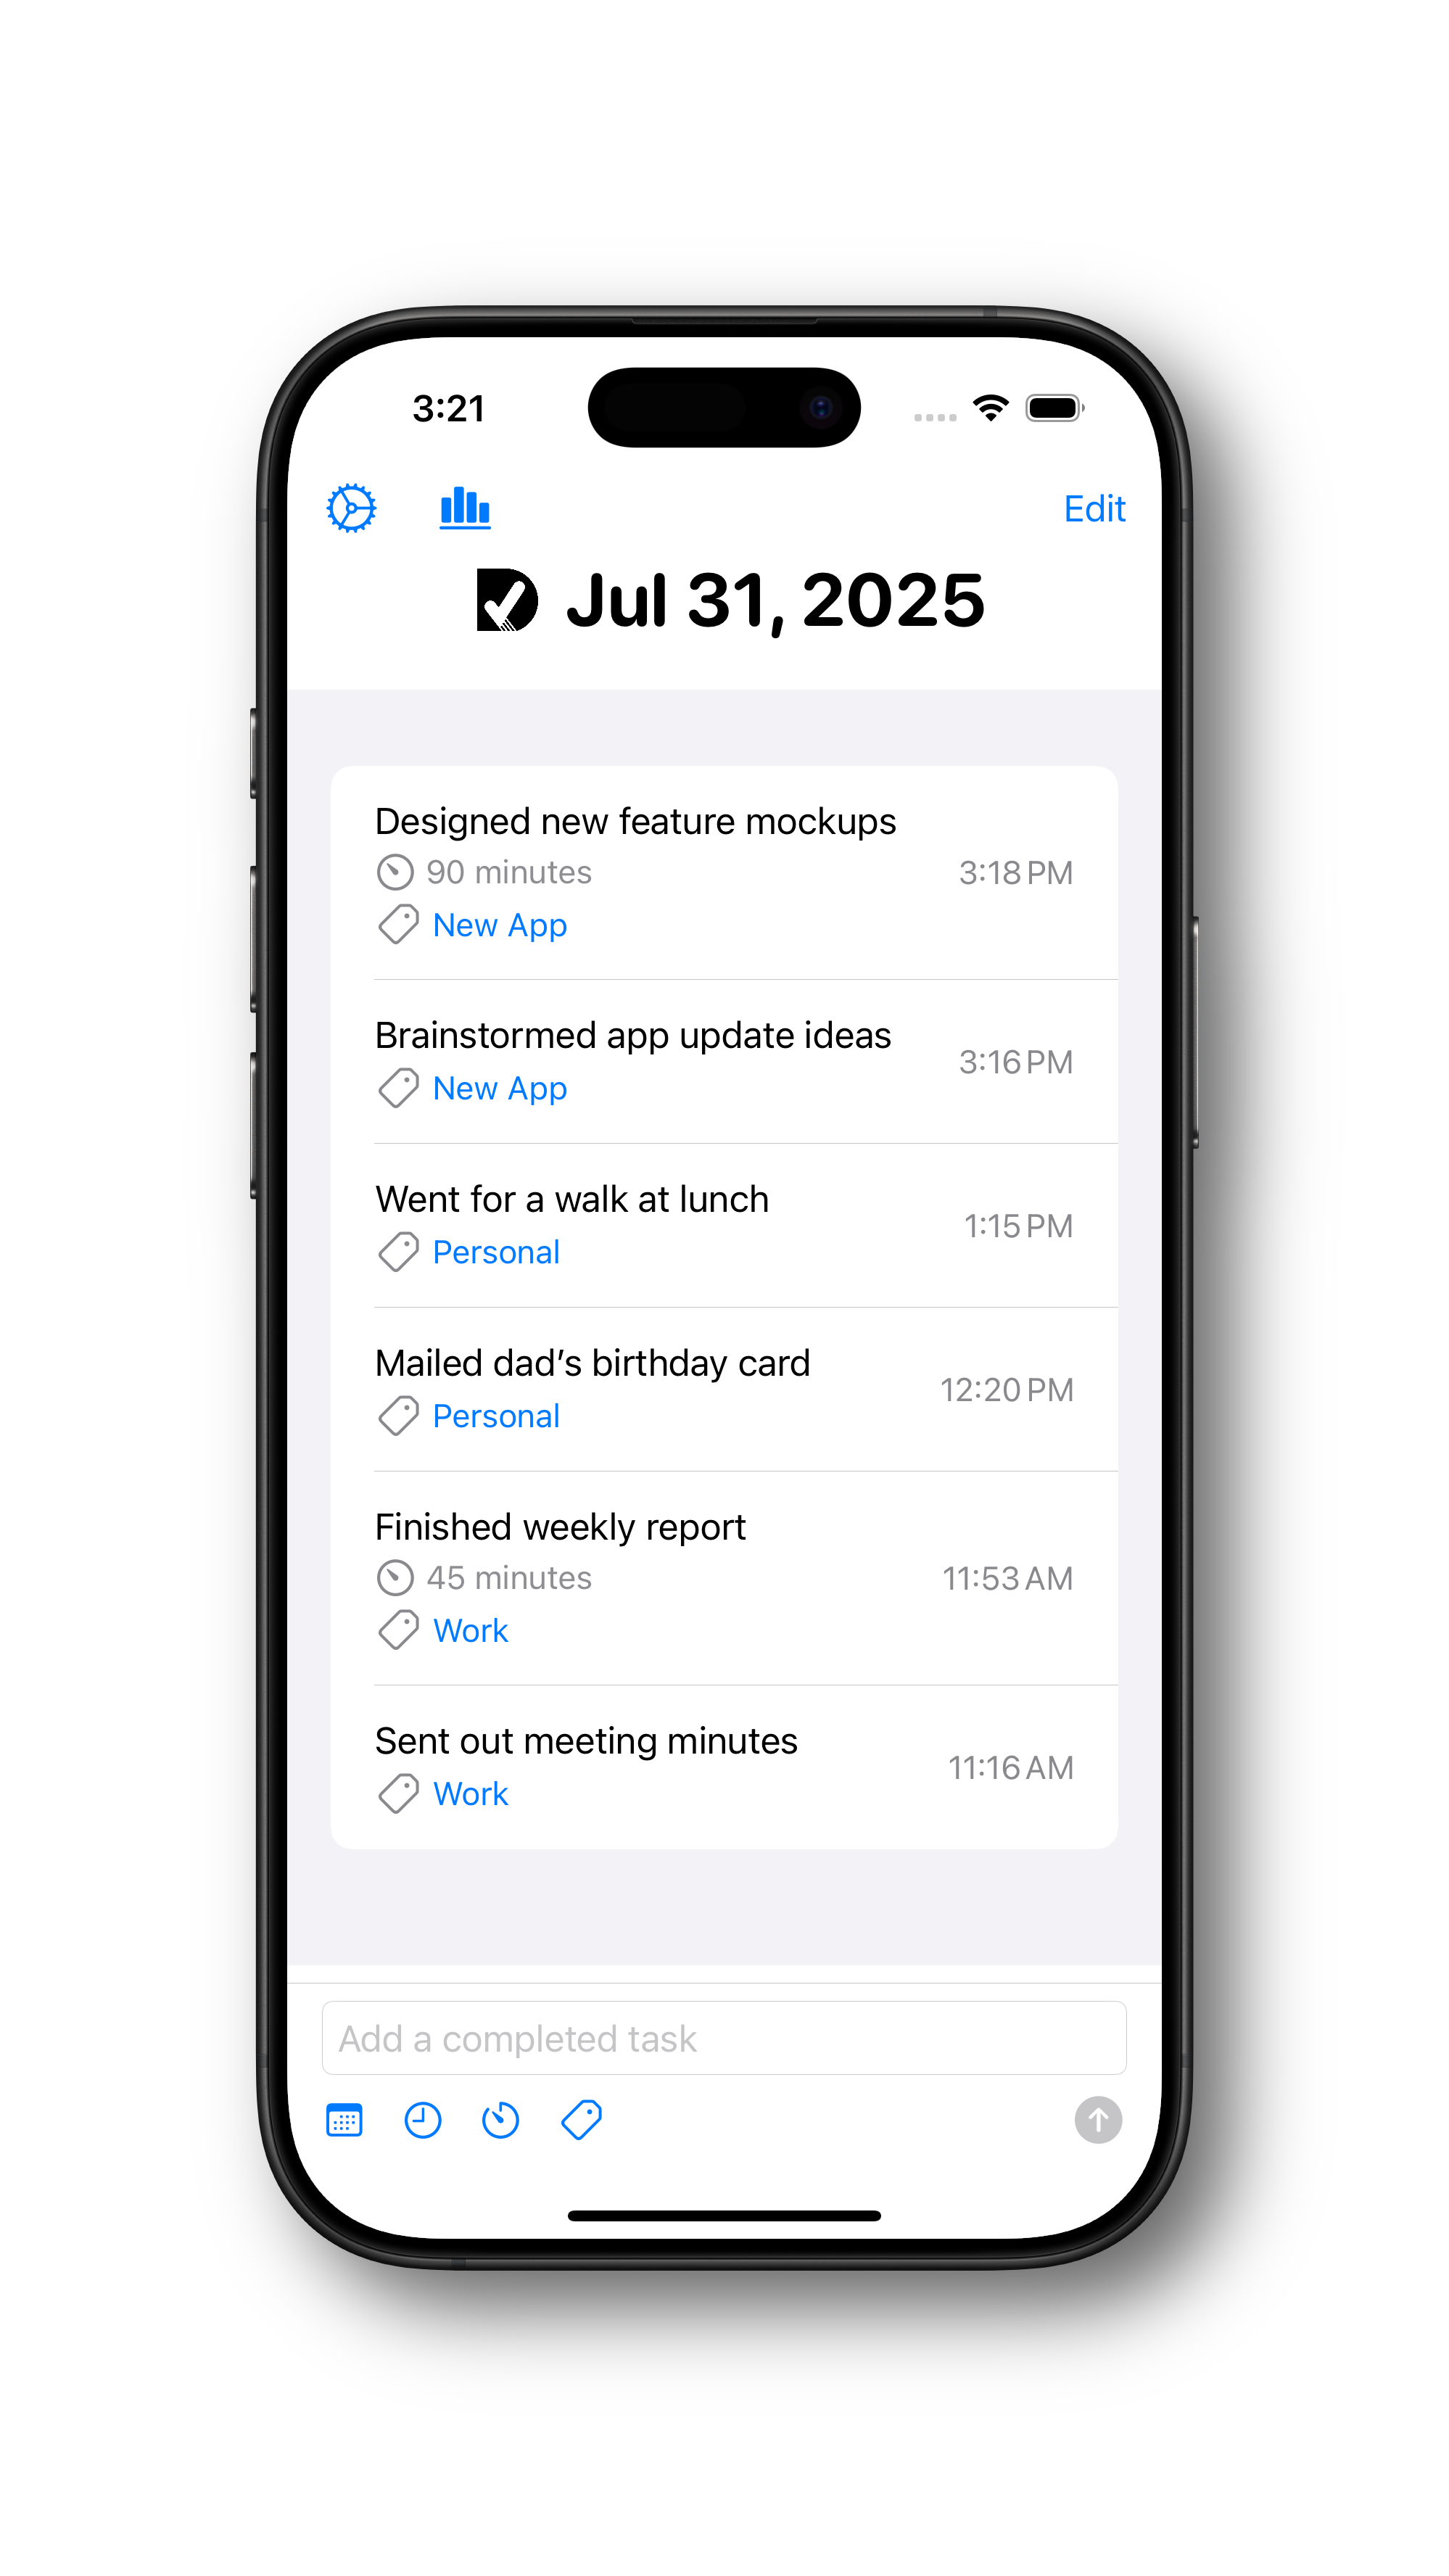 3:21
Edit
Jul 31, 2025
Designed new feature mockups
90 minutes
3:18 PM
New App
Brainstormed app update ideas
3:16 PM
New App
Went for a walk at lunch
1:15 PM
Personal
Mailed dad’s birthday card
12:20 PM
Personal
Finished weekly report
45 minutes
11:53 AM
Work
Sent out meeting minutes
11:16 AM
Work
Add a completed task